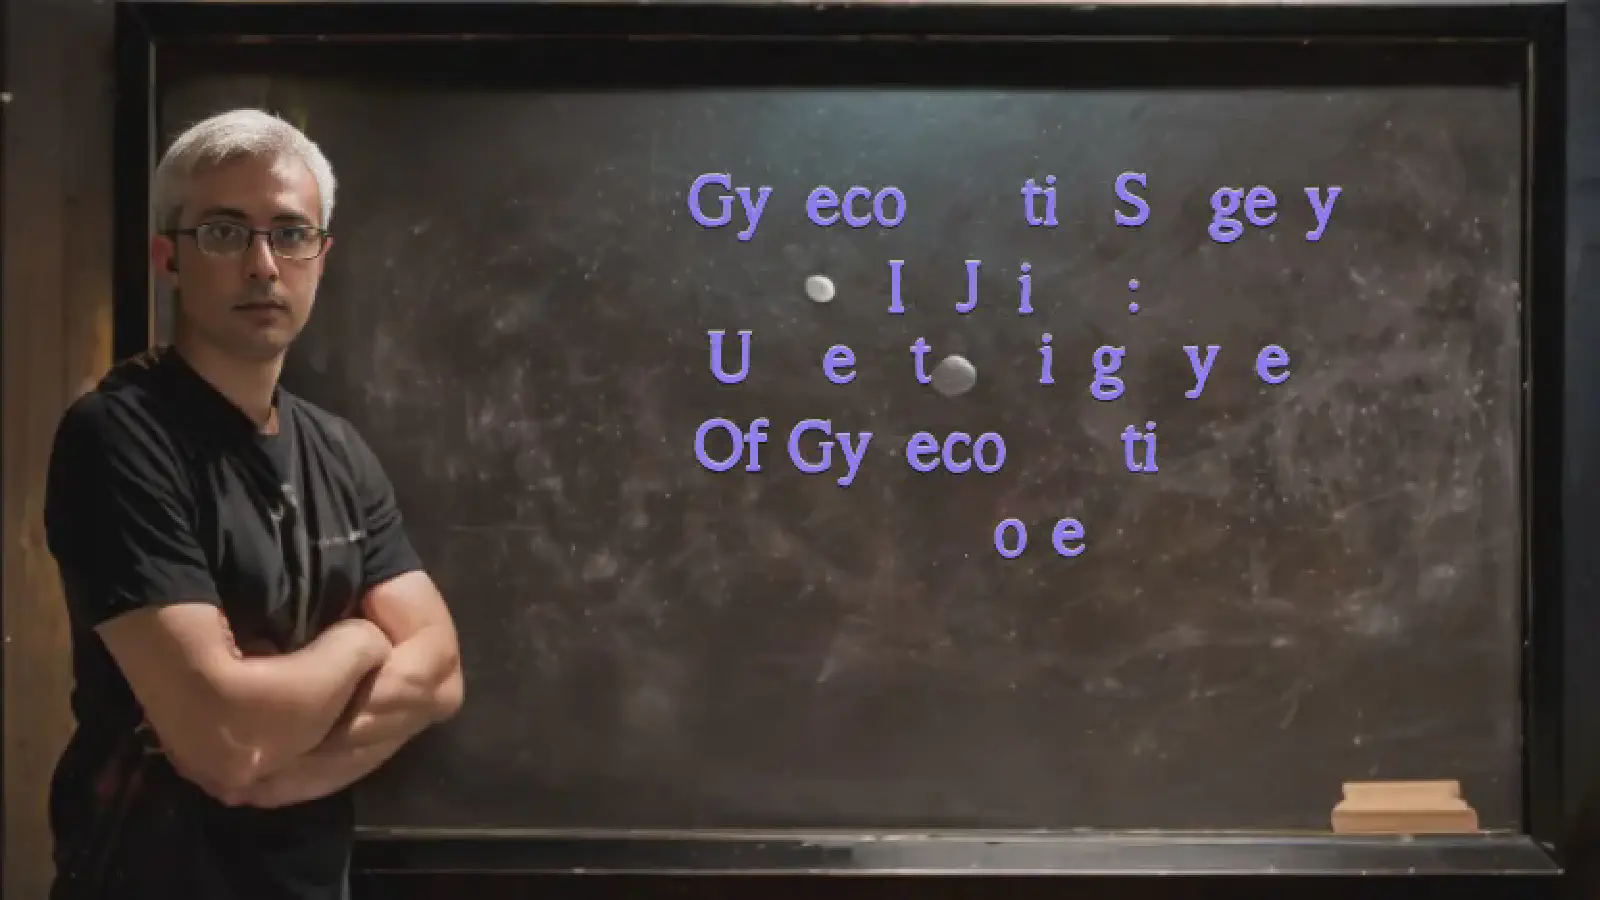 Gy eco ti S ge y
I J i :
U e t i g y e
Of Gy eco ti
o e